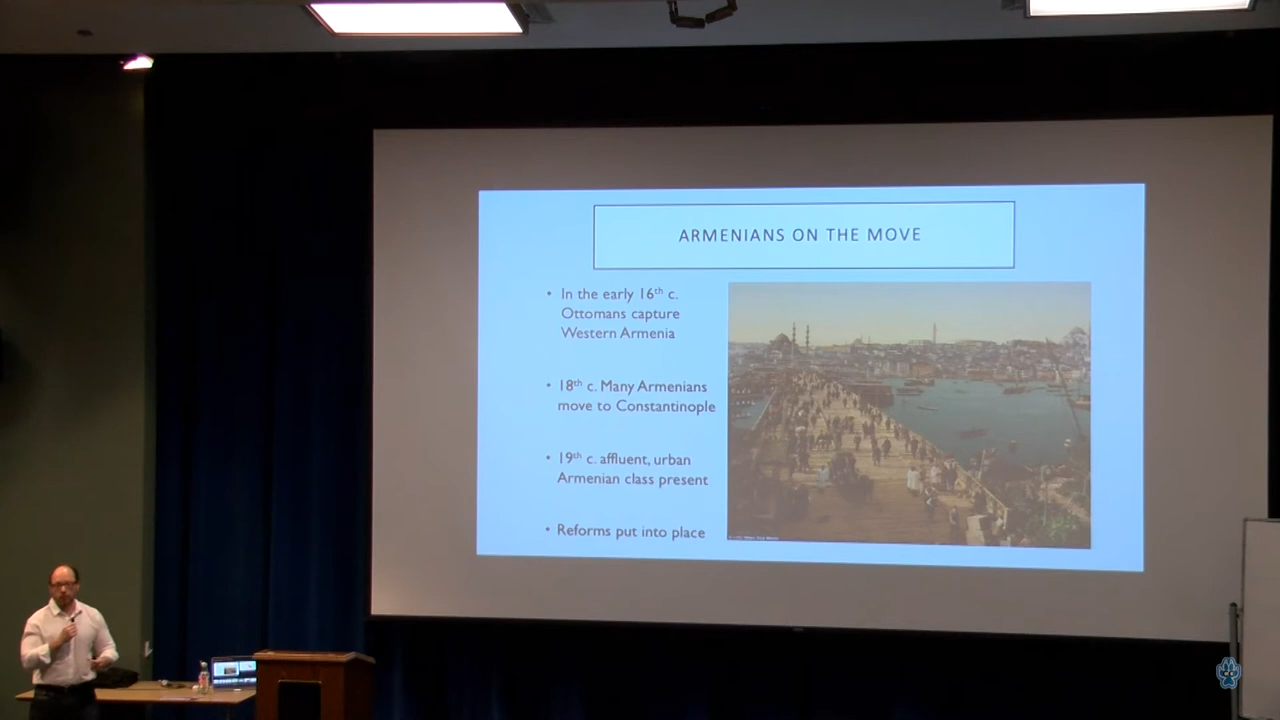 ARMENIANS ON THE MOVE
• In the early 16th c.
Ottomans capture
Western Armenia
• 18th c. Many Armenians
move to Constantinople
• 19th c. affluent, urban
Armenian class present
• Reforms put into place